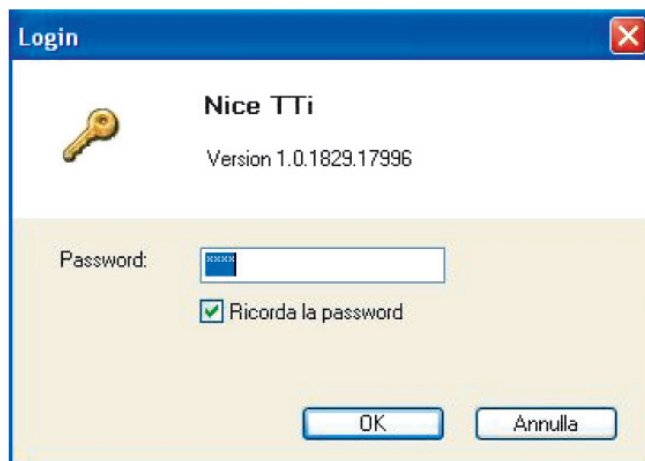 Login
Nice TTi
Version 1.0.1829.17996
Password:
××××
Ricorda la password
OK
Annulla